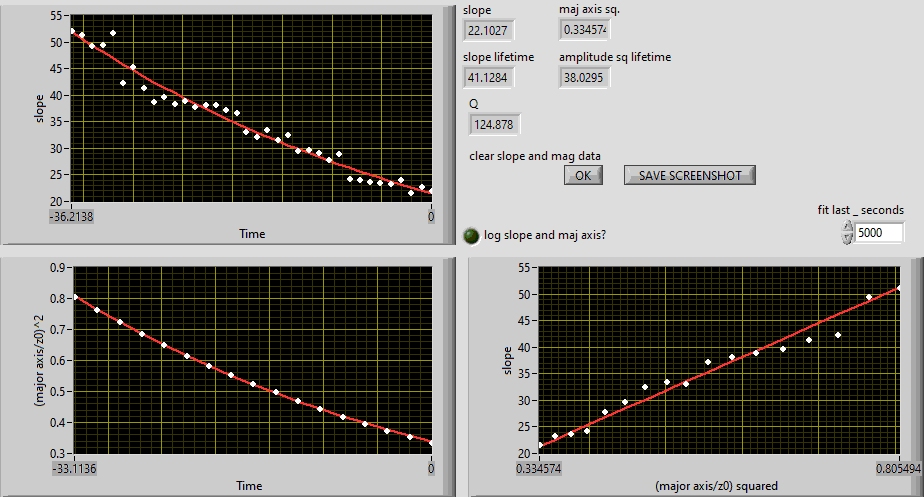 slope
22.1027
maj axis sq.
0.334574
slope lifetime
41.1284
amplitude sq lifetime
38.0295
Q
124.878
clear slope and mag data
OK
SAVE SCREENSHOT
fit last _ seconds
5000
log slope and maj axis?
55
50
45
40
35
30
25
20
slope
-36.2138
0
Time
0.9
0.8
0.7
0.6
0.5
0.4
0.3
(major axis/z0)^2
-33.1136
0
Time
55
50
45
40
35
30
25
20
slope
0.334574
0.805494
(major axis/z0) squared